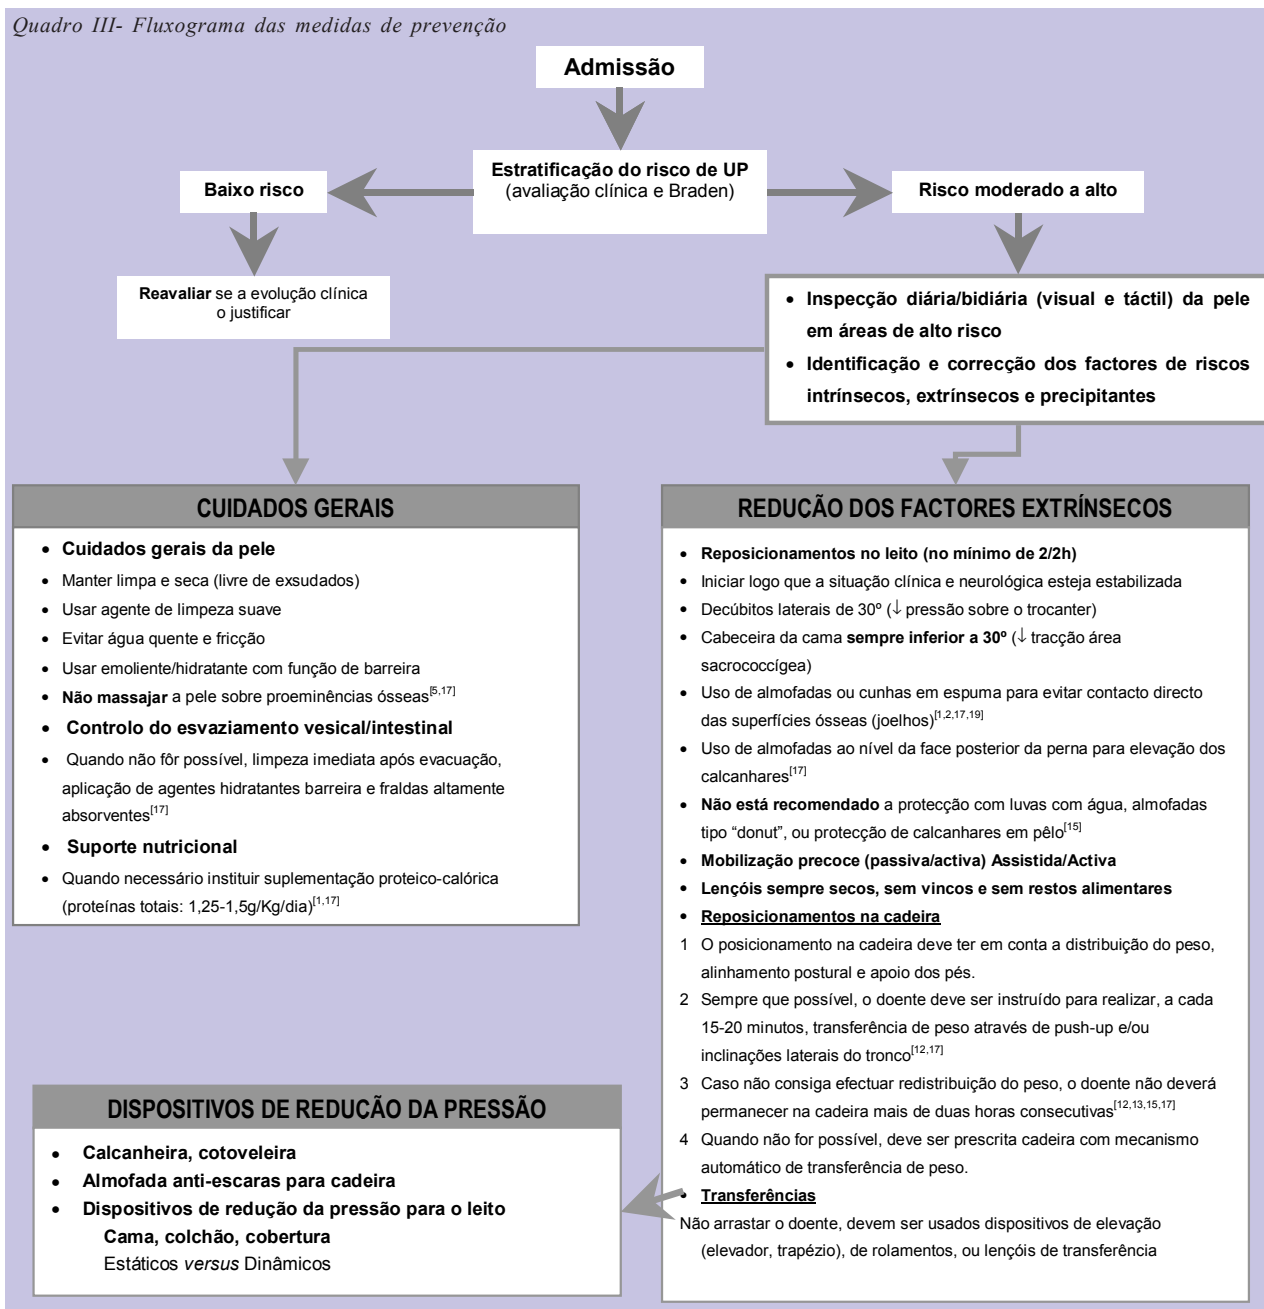 Quadro III- Fluxograma das medidas de prevenção
Admissão
Estratificação do risco de UP
(avaliação clínica e Braden)
Baixo risco
Risco moderado a alto
Reavaliar se a evolução clínica
o justificar
• Inspecção diária/bidiária (visual e táctil) da pele
em áreas de alto risco
• Identificação e correcção dos factores de riscos
intrínsecos, extrínsecos e precipitantes
CUIDADOS GERAIS
• Cuidados gerais da pele
• Manter limpa e seca (livre de exsudados)
• Usar agente de limpeza suave
• Evitar água quente e fricção
• Usar emoliente/hidratante com função de barreira
• Não massajar a pele sobre proeminências ósseas[5,17]
• Controlo do esvaziamento vesical/intestinal
• Quando não fôr possível, limpeza imediata após evacuação,
aplicação de agentes hidratantes barreira e fraldas altamente
absorventes[17]
• Suporte nutricional
• Quando necessário instituir suplementação proteico-calórica
(proteínas totais: 1,25-1,5g/Kg/dia)[1,17]
REDUÇÃO DOS FACTORES EXTRÍNSECOS
• Reposicionamentos no leito (no mínimo de 2/2h)
• Iniciar logo que a situação clínica e neurológica esteja estabilizada
• Decúbitos laterais de 30º (↓ pressão sobre o trocanter)
• Cabeceira da cama sempre inferior a 30º (↓ tracção área
sacrococcígea)
• Uso de almofadas ou cunhas em espuma para evitar contacto directo
das superfícies ósseas (joelhos)[1,2,17,19]
• Uso de almofadas ao nível da face posterior da perna para elevação dos
calcanhares[17]
• Não está recomendado a protecção com luvas com água, almofadas
tipo “donut”, ou protecção de calcanhares em pêlo[15]
• Mobilização precoce (passiva/activa) Assistida/Activa
• Lençóis sempre secos, sem vincos e sem restos alimentares
• Reposicionamentos na cadeira
1 O posicionamento na cadeira deve ter em conta a distribuição do peso,
alinhamento postural e apoio dos pés.
2 Sempre que possível, o doente deve ser instruído para realizar, a cada
15-20 minutos, transferência de peso através de push-up e/ou
inclinações laterais do tronco[12,17]
3 Caso não consiga efectuar redistribuição do peso, o doente não deverá
permanecer na cadeira mais de duas horas consecutivas[12,13,15,17]
4 Quando não for possível, deve ser prescrita cadeira com mecanismo
automático de transferência de peso.
• Transferências
Não arrastar o doente, devem ser usados dispositivos de elevação
(elevador, trapézio), de rolamentos, ou lençóis de transferência
DISPOSITIVOS DE REDUÇÃO DA PRESSÃO
• Calcanheira, cotoveleira
• Almofada anti-escaras para cadeira
• Dispositivos de redução da pressão para o leito
Cama, colchão, cobertura
Estáticos versus Dinâmicos